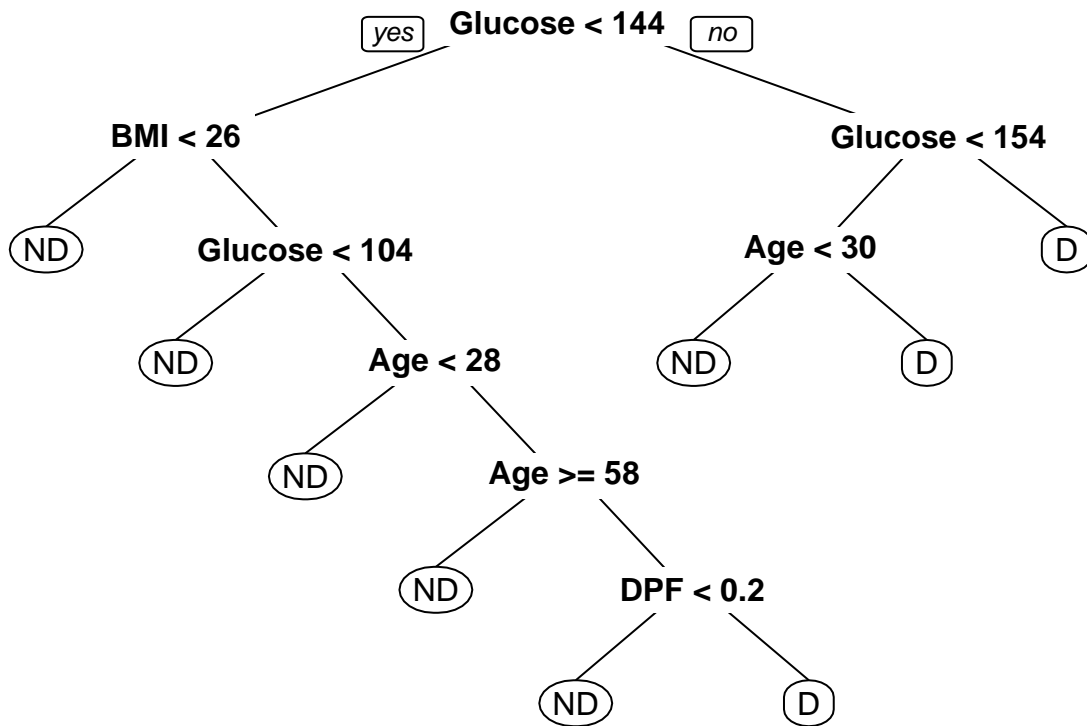 yes Glucose < 144 no
BMI < 26 Glucose < 154
ND Glucose < 104 Age < 30 D
ND Age < 28 ND D
ND Age >= 58
ND DPF < 0.2
ND D